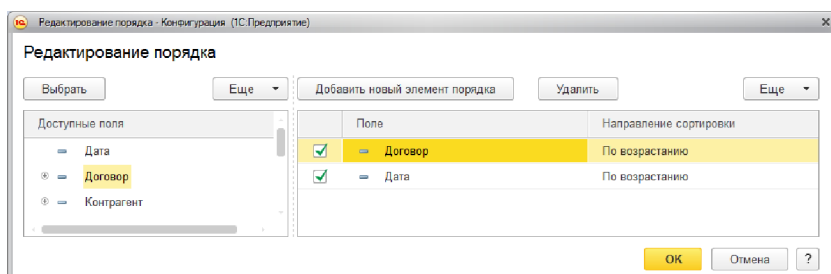 Редактирование порядка - Конфигурация (1С:Предприятие)
Редактирование порядка
Выбрать Еще Добавить новый элемент порядка Удалить Еще
Доступные поля Поле Направление сортировки
Дата Договор По возрастанию
Договор Дата По возрастанию
Контрагент
ОК Отмена ?